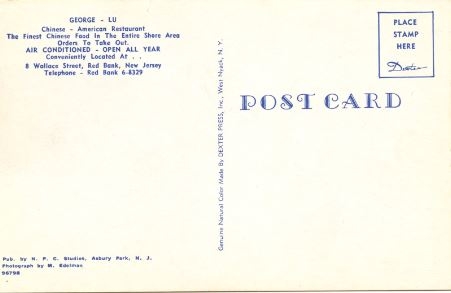 GEORGE - LU
Chinese - American Restaurant
The Finest Chinese Food In The Entire Shore Area
Orders To Take Out.
AIR CONDITIONED - OPEN ALL YEAR
Conveniently Located At . .
8 Wallace Street, Red Bank, New Jersey
Telephone - Red Bank 6-8329
Pub. by N. P. C. Studios, Asbury Park, N. J.
Photograph by M. Edelman
96798
Genuine Natural Color Made By DEXTER PRESS, Inc., West Nyack, N. Y.
POST CARD
PLACE
STAMP
HERE
Dexter